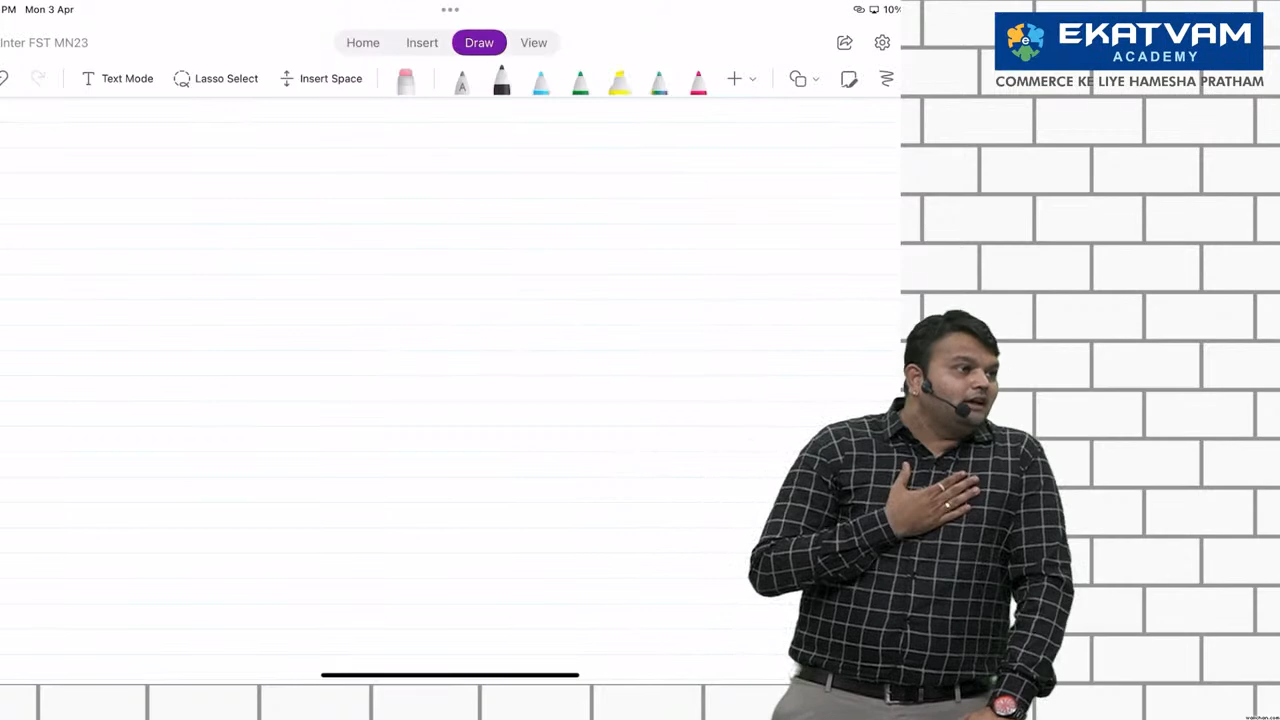 PM Mon 3 Apr
10%
Inter FST MN23
Home Insert Draw View
Text Mode Lasso Select Insert Space
EKATVAM
ACADEMY
COMMERCE KE LIYE HAMESHA PRATHAM